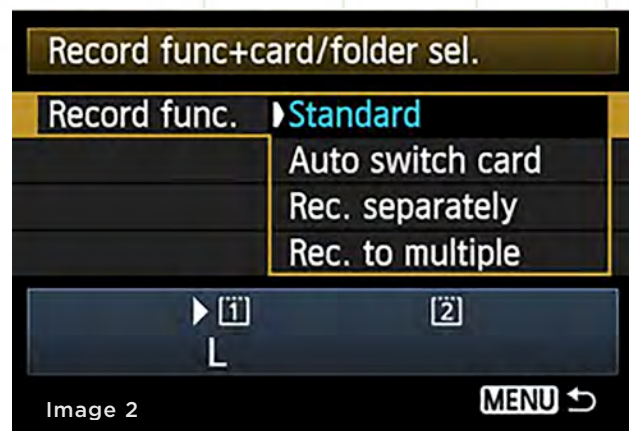 Record func+card/folder sel.
Record func. Standard
Auto switch card
Rec. separately
Rec. to multiple
1 2
L
Image 2 MENU